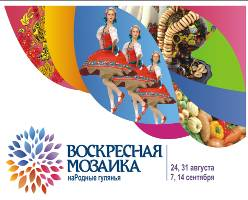 ВОСКРЕСНАЯ
МОЗАИКА
наРодные гулянья
24, 31 августа
7, 14 сентября